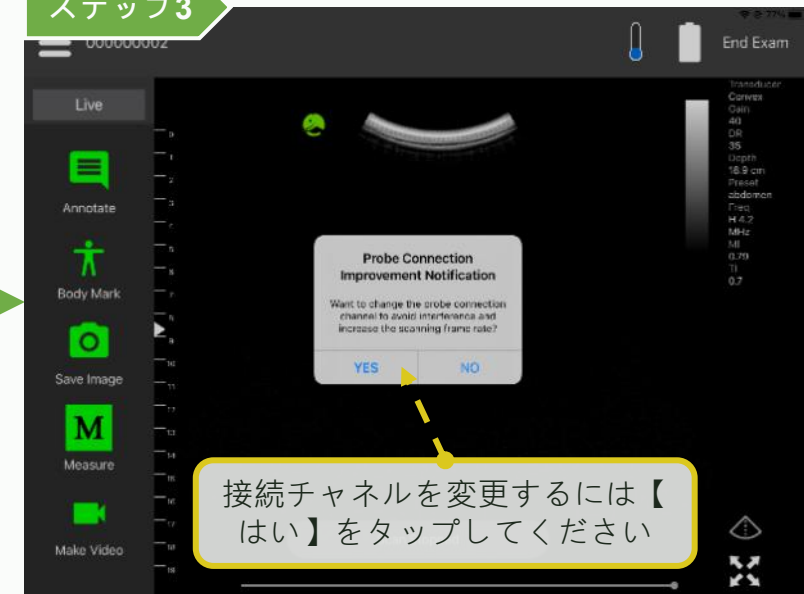 ステップ3
000000002
77%
End Exam
Live
Annotate
Body Mark
Save Image
Measure
Make Video
M
Transducer
Convex
Gain
40
DR
35
Depth
18.9 cm
Preset
abdomen
Freq
H 4.2
MHz
MI
0.79
TI
0.7
Probe Connection
Improvement Notification
Want to change the probe connection
channel to avoid interference and
increase the scanning frame rate?
YES
NO
接続チャネルを変更するには【
はい】をタップしてください